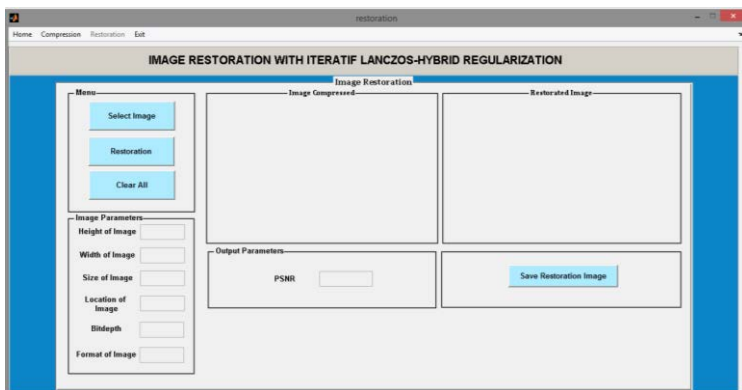 restoration
Home Compression Restoration Exit
IMAGE RESTORATION WITH ITERATIF LANCZOS-HYBRID REGULARIZATION
Image Restoration
Menu
Select Image
Restoration
Clear All
Image Compressed
Restorated Image
Image Parameters
Height of Image
Width of Image
Size of Image
Location of
Image
Bitdepth
Format of Image
Output Parameters
PSNR
Save Restoration Image